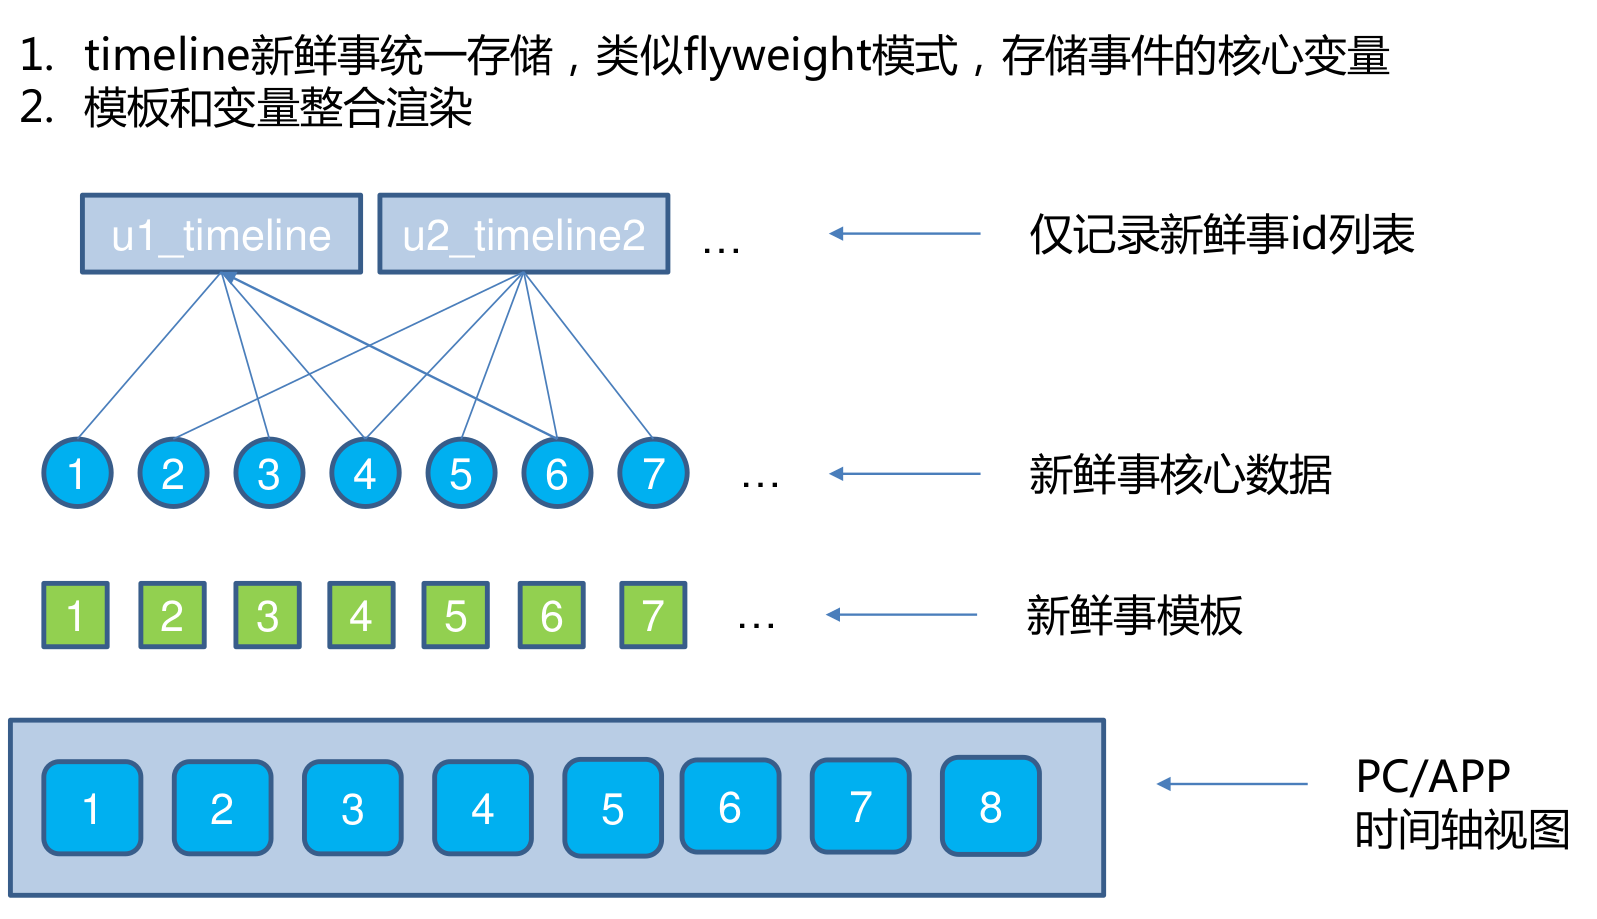 1. timeline新鲜事统一存储，类似flyweight模式，存储事件的核心变量
2. 模板和变量整合渲染
u1_timeline u2_timeline2 … 仅记录新鲜事id列表
1 2 3 4 5 6 7 … 新鲜事核心数据
1 2 3 4 5 6 7 … 新鲜事模板
1 2 3 4 5 6 7 8 PC/APP
时间轴视图